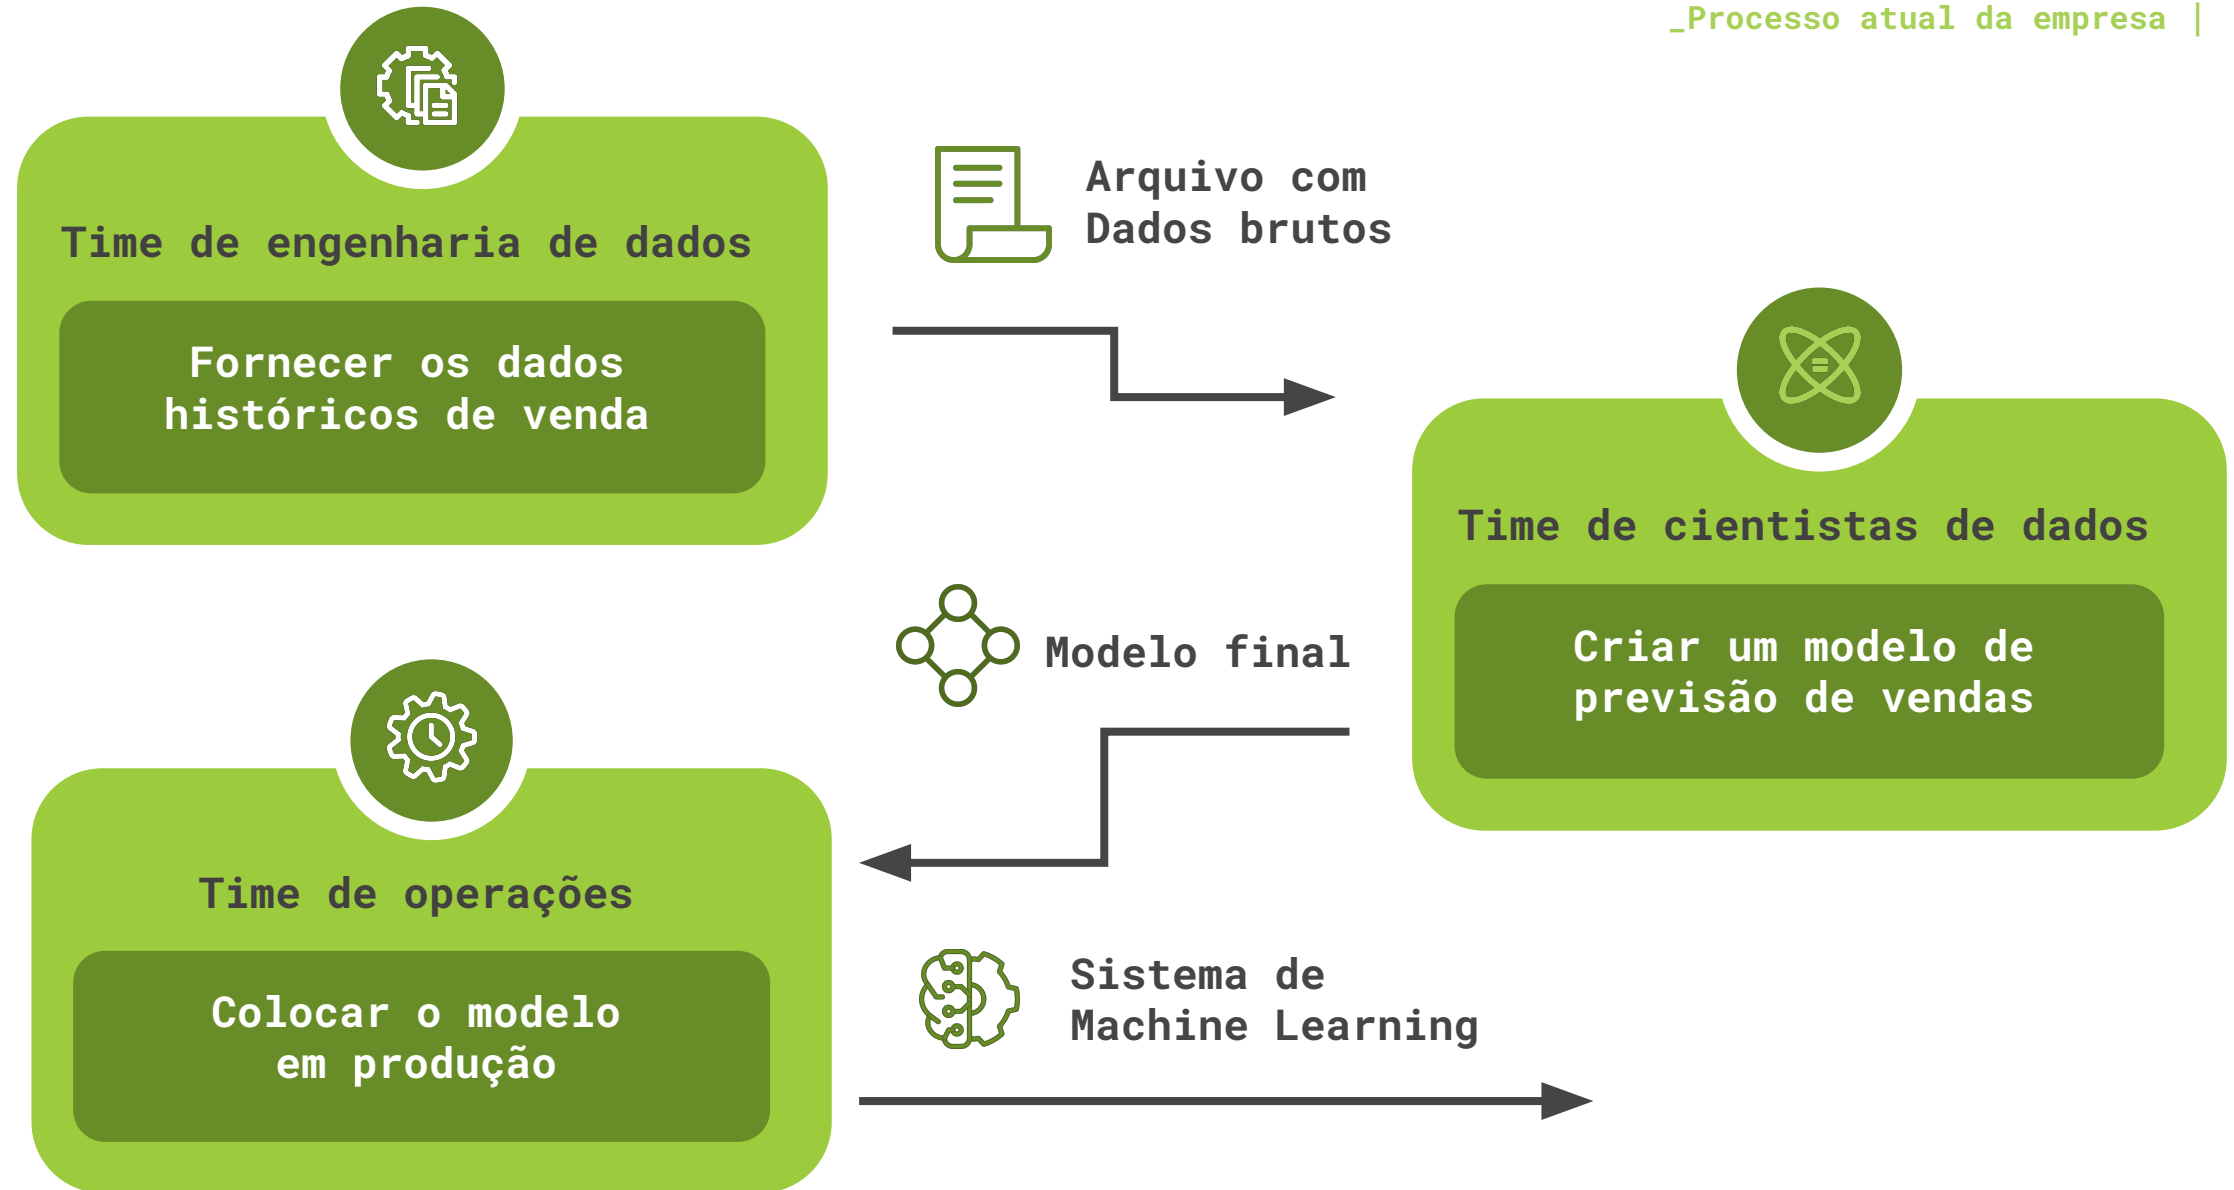 _Processo atual da empresa |
Time de engenharia de dados
Fornecer os dados
históricos de venda
Arquivo com
Dados brutos
Time de cientistas de dados
Criar um modelo de
previsão de vendas
Modelo final
Time de operações
Colocar o modelo
em produção
Sistema de
Machine Learning